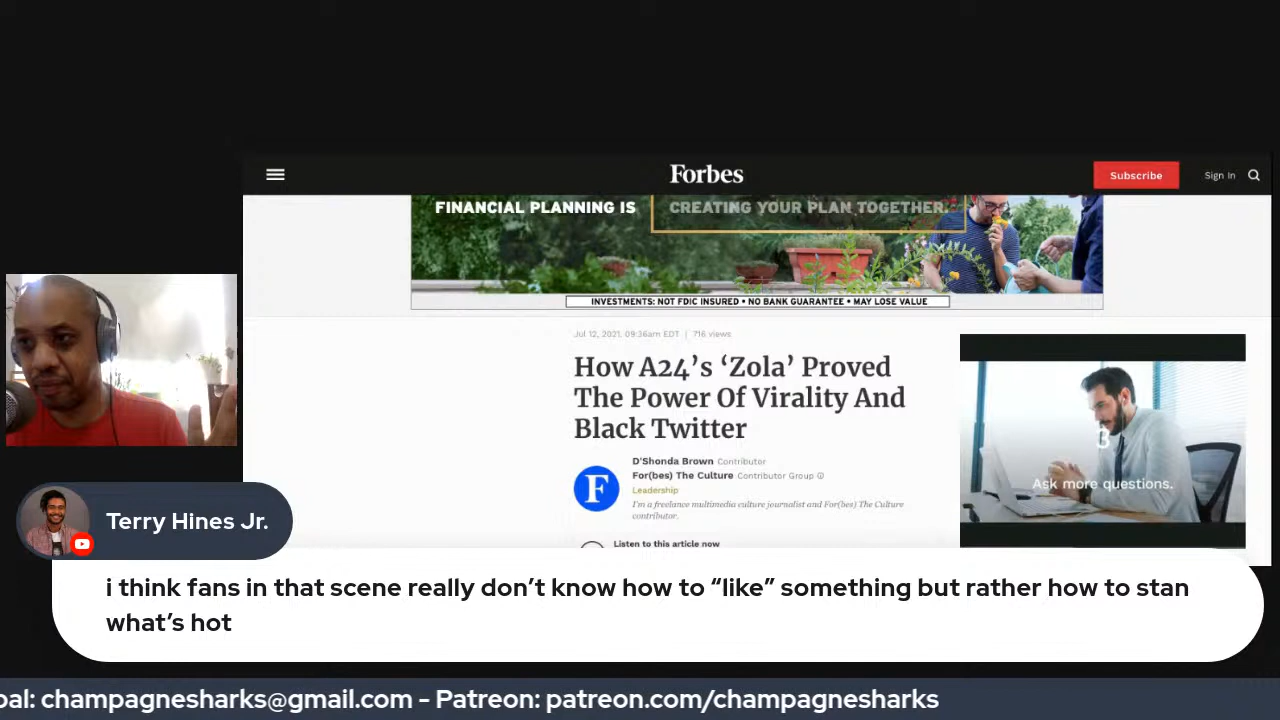 Forbes
Subscribe
Sign In
FINANCIAL PLANNING IS
CREATING YOUR PLAN TOGETHER.
INVESTMENTS: NOT FDIC INSURED • NO BANK GUARANTEE • MAY LOSE VALUE
Jul 12, 2021, 09:36am EDT | 716 views
How A24's ‘Zola’ Proved
The Power Of Virality And
Black Twitter
F
D'Shonda Brown Contributor
For(bes) The Culture Contributor Group
Leadership
I'm a freelance multimedia culture journalist and For(bes) The Culture
contributor.
Listen to this article now
3
Ask more questions.
Terry Hines Jr.
i think fans in that scene really don’t know how to “like” something but rather how to stan
what’s hot
pal: champagnesharks@gmail.com - Patreon: patreon.com/champagnesharks